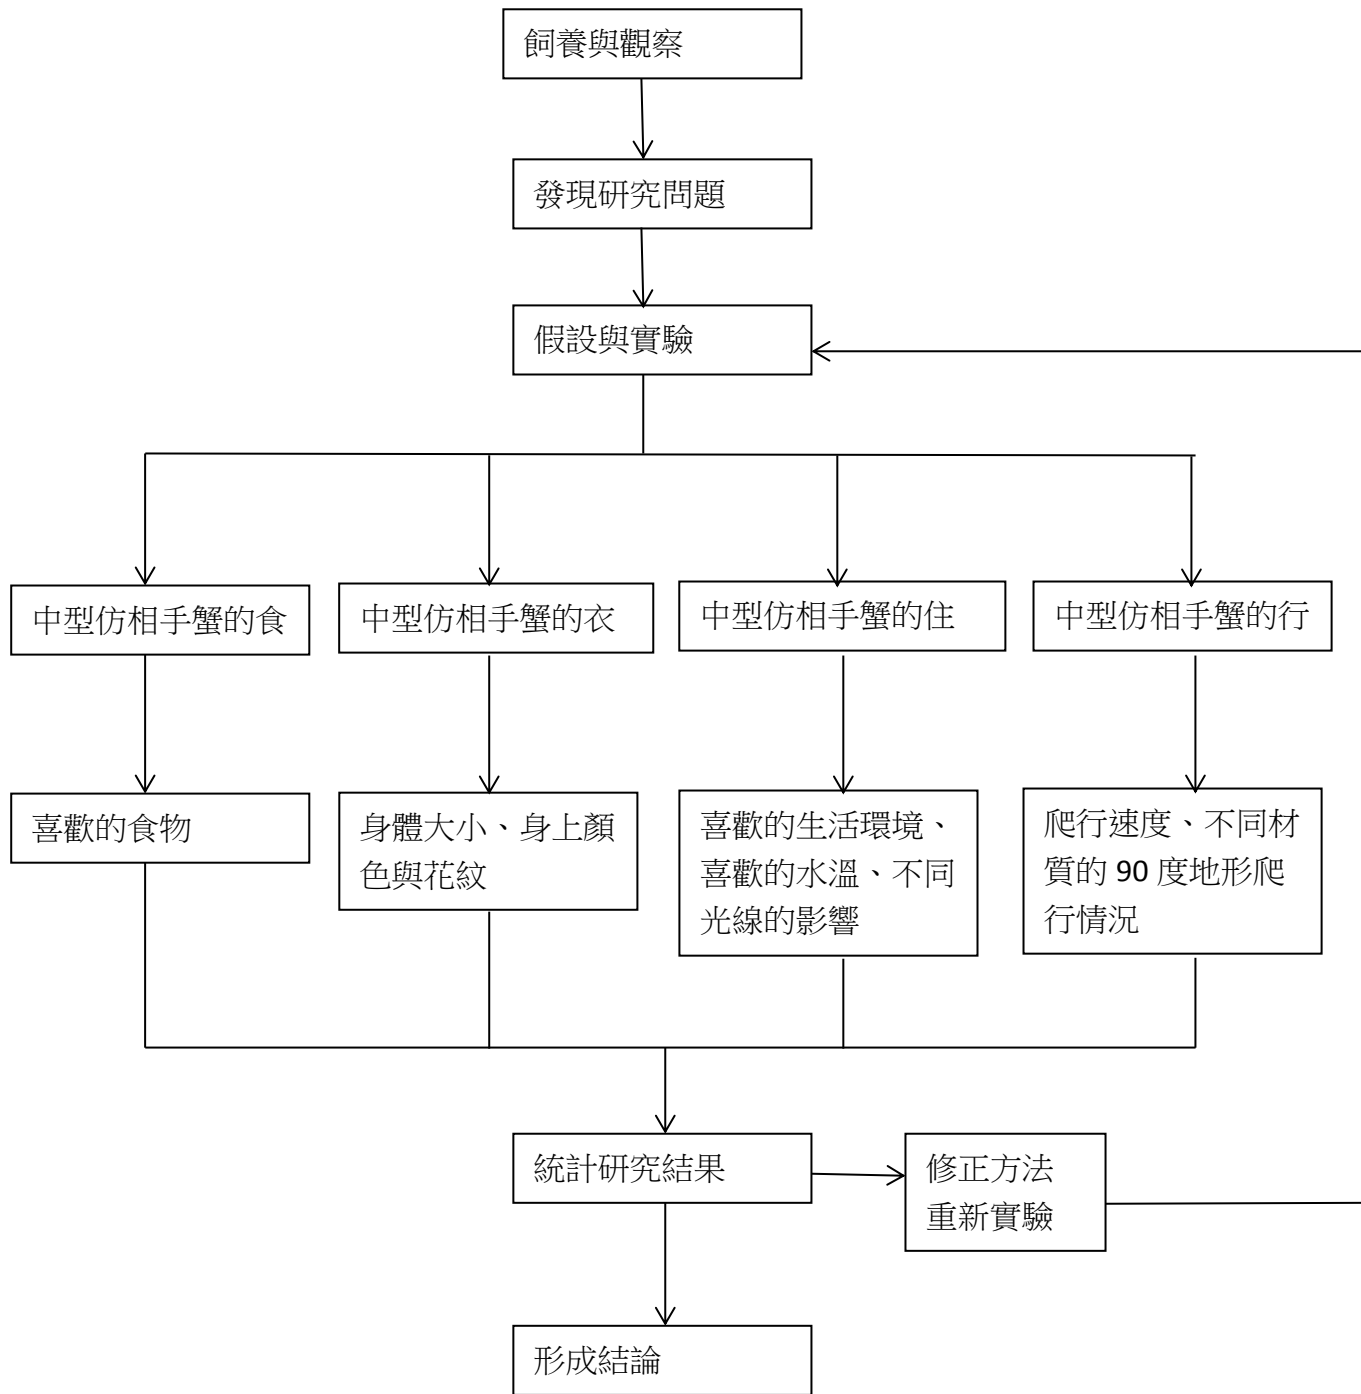 飼養與觀察
發現研究問題
假設與實驗
中型仿相手蟹的食
中型仿相手蟹的衣
中型仿相手蟹的住
中型仿相手蟹的行
喜歡的食物
身體大小、身上顏
色與花紋
喜歡的生活環境、
喜歡的水溫、不同
光線的影響
爬行速度、不同材
質的 90 度地形爬
行情況
統計研究結果
修正方法
重新實驗
形成結論